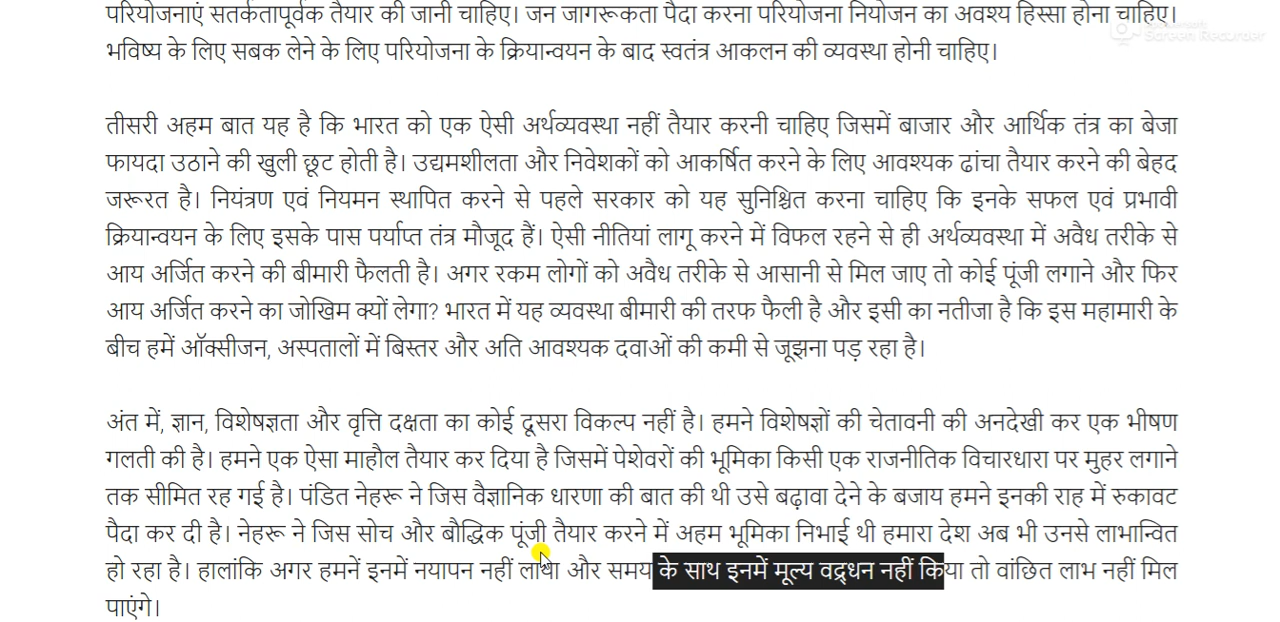 परियोजनाएं सतर्कतापूर्वक तैयार की जानी चाहिए। जन जागरूकता पैदा करना परियोजना नियोजन का अवश्य हिस्सा होना चाहिए।
Screen Recorder
भविष्य के लिए सबक लेने के लिए परियोजना के क्रियान्वयन के बाद स्वतंत्र आकलन की व्यवस्था होनी चाहिए।
तीसरी अहम बात यह है कि भारत को एक ऐसी अर्थव्यवस्था नहीं तैयार करनी चाहिए जिसमें बाजार और आर्थिक तंत्र का बेजा
फायदा उठाने की खुली छूट होती है। उद्यमशीलता और निवेशकों को आकर्षित करने के लिए आवश्यक ढांचा तैयार करने की बेहद
जरूरत है। नियंत्रण एवं नियमन स्थापित करने से पहले सरकार को यह सुनिश्चित करना चाहिए कि इनके सफल एवं प्रभावी
क्रियान्वयन के लिए इसके पास पर्याप्त तंत्र मौजूद हैं। ऐसी नीतियां लागू करने में विफल रहने से ही अर्थव्यवस्था में अवैध तरीके से
आय अर्जित करने की बीमारी फैलती है। अगर रकम लोगों को अवैध तरीके से आसानी से मिल जाए तो कोई पूंजी लगाने और फिर
आय अर्जित करने का जोखिम क्यों लेगा? भारत में यह व्यवस्था बीमारी की तरफ फैली है और इसी का नतीजा है कि इस महामारी के
बीच हमें ऑक्सीजन, अस्पतालों में बिस्तर और अति आवश्यक दवाओं की कमी से जूझना पड़ रहा है।
अंत में, ज्ञान, विशेषज्ञता और वृत्ति दक्षता का कोई दूसरा विकल्प नहीं है। हमने विशेषज्ञों की चेतावनी की अनदेखी कर एक भीषण
गलती की है। हमने एक ऐसा माहौल तैयार कर दिया है जिसमें पेशेवरों की भूमिका किसी एक राजनीतिक विचारधारा पर मुहर लगाने
तक सीमित रह गई है। पंडित नेहरू ने जिस वैज्ञानिक धारणा की बात की थी उसे बढ़ावा देने के बजाय हमने इनकी राह में रुकावट
पैदा कर दी है। नेहरू ने जिस सोच और बौद्धिक पूंजी तैयार करने में अहम भूमिका निभाई थी हमारा देश अब भी उनसे लाभान्वित
हो रहा है। हालांकि अगर हमनें इनमें नयापन नहीं लाया और समय के साथ इनमें मूल्य वद्र्धन नहीं किया तो वांछित लाभ नहीं मिल
पाएंगे।